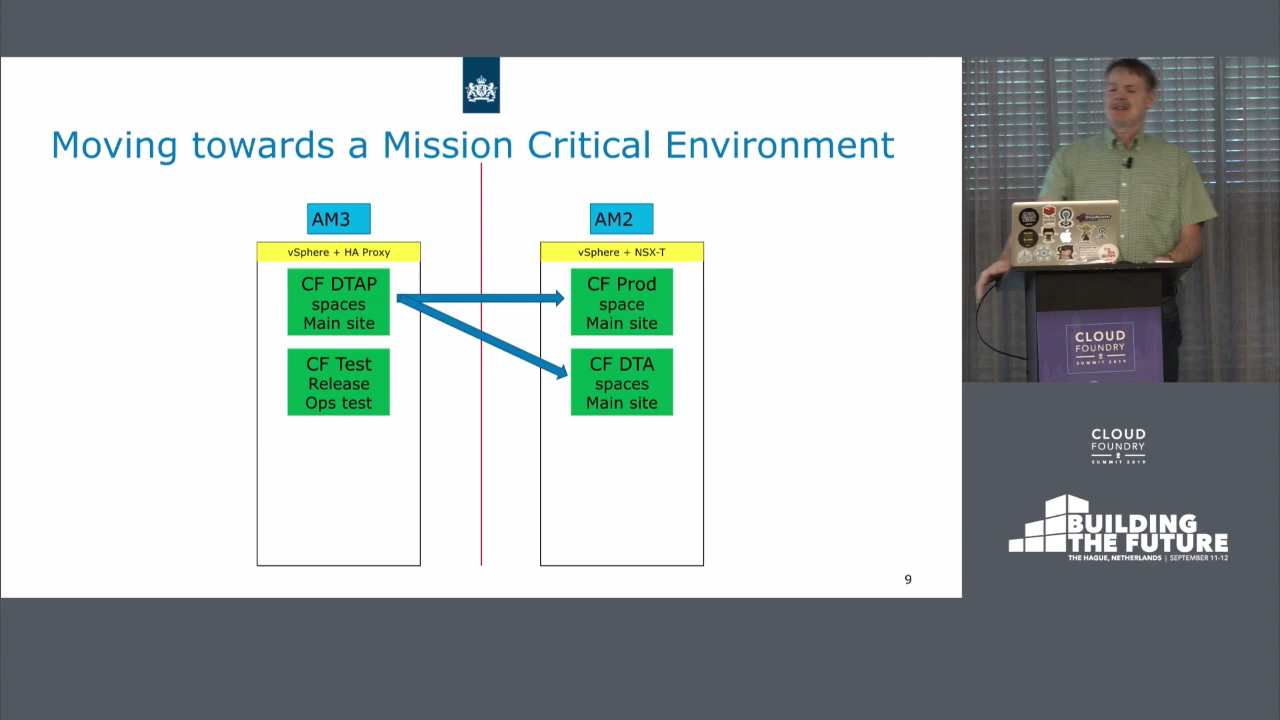 Moving towards a Mission Critical Environment
AM3
vSphere + HA Proxy
CF DTAP
spaces
Main site
CF Test
Release
Ops test
AM2
vSphere + NSX-T
CF Prod
space
Main site
CF DTA
spaces
Main site
9
CLOUD
FOUNDRY
SUMMIT 2019
CLOUD
FOUNDRY
SUMMIT 2019
BUILDING
THE FUTURE
THE HAGUE, NETHERLANDS | SEPTEMBER 11-12